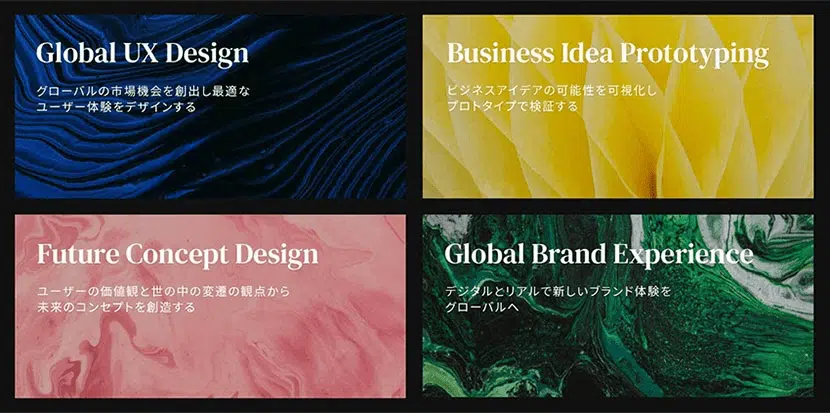 Global UX Design
グローバルの市場機会を創出し最適な
ユーザー体験をデザインする
Business Idea Prototyping
ビジネスアイデアの可能性を可視化し
プロトタイプで検証する
Future Concept Design
ユーザーの価値観と世の中の変遷の観点から
未来のコンセプトを創造する
Global Brand Experience
デジタルとリアルで新しいブランド体験を
グローバルへ